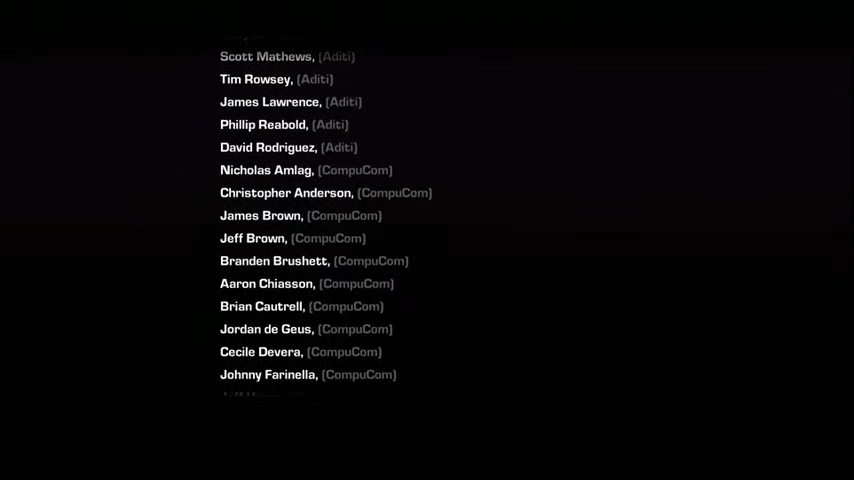 Scott Mathews, (Aditi)
Tim Rowsey, (Aditi)
James Lawrence, (Aditi)
Phillip Reabold, (Aditi)
David Rodriguez, (Aditi)
Nicholas Amlag, (CompuCom)
Christopher Anderson, (CompuCom)
James Brown, (CompuCom)
Jeff Brown, (CompuCom)
Branden Brushett, (CompuCom)
Aaron Chiasson, (CompuCom)
Brian Cautrell, (CompuCom)
Jordan de Geus, (CompuCom)
Cecile Devera, (CompuCom)
Johnny Farinella, (CompuCom)